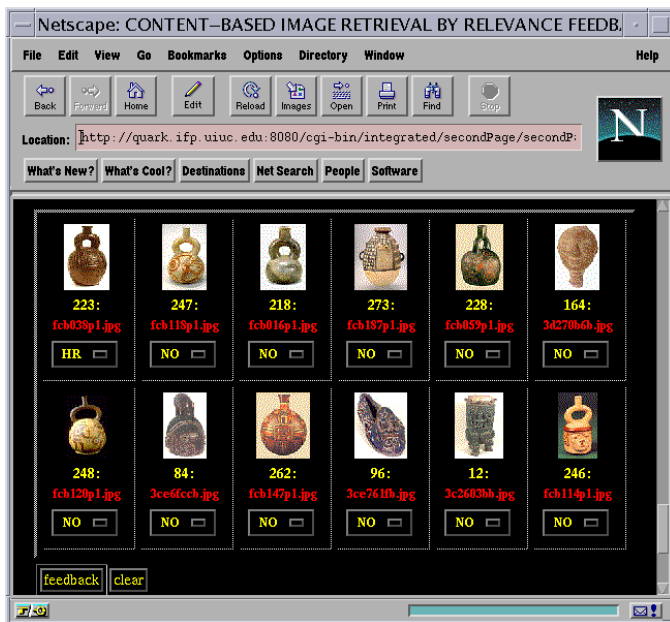 Netscape: CONTENT-BASED IMAGE RETRIEVAL BY RELEVANCE FEEDB
File Edit View Go Bookmarks Options Directory Window Help
Back Forward Home Edit Reload Images Open Print Find Stop
Location: http://quark.ifp.uiuc.edu:8080/cgi-bin/integrated/secondPage/secondP
N
What's New? What's Cool? Destinations Net Search People Software
223: 247: 218: 273: 228: 164:
fcb038p1.jpg fcb118p1.jpg fcb016p1.jpg fcb187p1.jpg fcb059p1.jpg 3d270b6b.jpg
HR NO NO NO NO NO
248: 84: 262: 96: 12: 246:
fcb120p1.jpg 3ce6fccb.jpg fcb147p1.jpg 3ce761fb.jpg 3c2603bb.jpg fcb114p1.jpg
NO NO NO NO NO NO
feedback clear